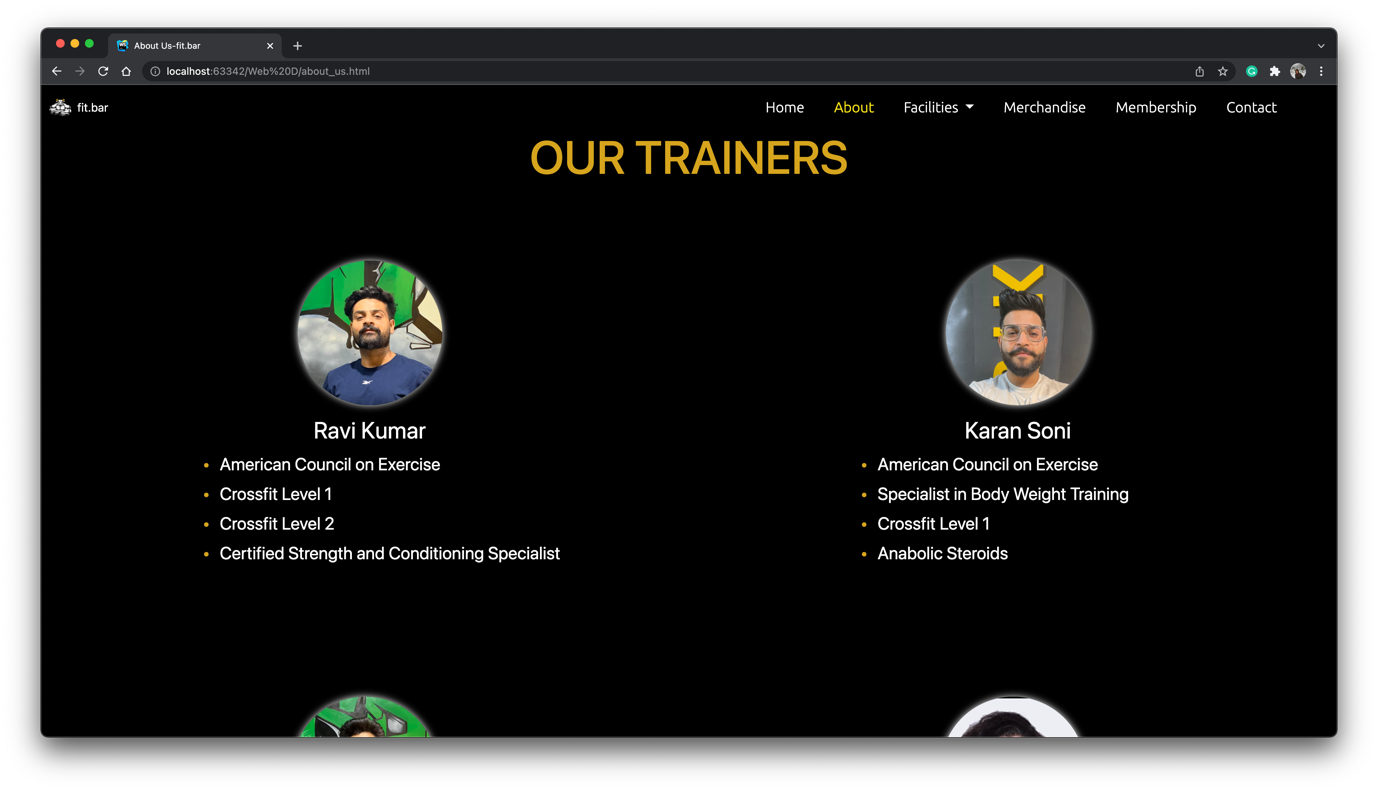 About Us-fit.bar
localhost:63342/Web%20D/about_us.html
fit.bar
Home About Facilities Merchandise Membership Contact
OUR TRAINERS
Ravi Kumar
American Council on Exercise
Crossfit Level 1
Crossfit Level 2
Certified Strength and Conditioning Specialist
Karan Soni
American Council on Exercise
Specialist in Body Weight Training
Crossfit Level 1
Anabolic Steroids